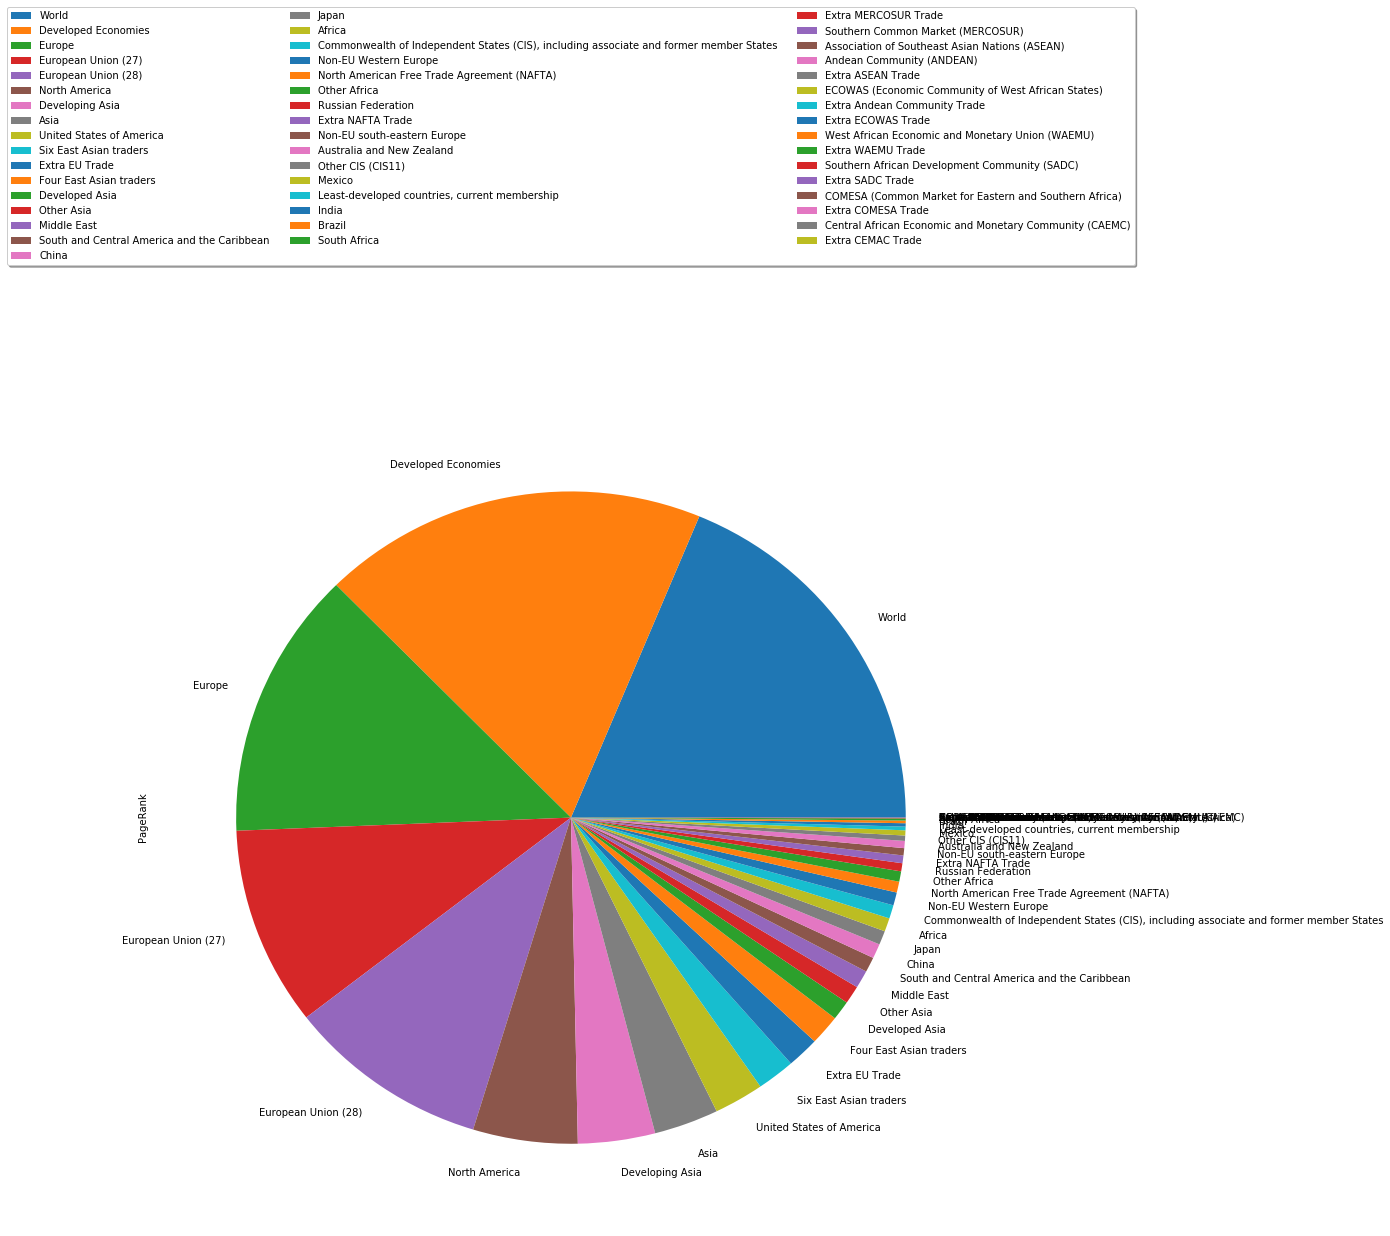 World
Developed Economies
Europe
European Union (27)
European Union (28)
North America
Developing Asia
Asia
United States of America
Six East Asian traders
Extra EU Trade
Four East Asian traders
Developed Asia
Other Asia
Middle East
South and Central America and the Caribbean
China
Japan
Africa
Commonwealth of Independent States (CIS), including associate and former member States
Non-EU Western Europe
North American Free Trade Agreement (NAFTA)
Other Africa
Russian Federation
Extra NAFTA Trade
Non-EU south-eastern Europe
Australia and New Zealand
Other CIS (CIS11)
Mexico
Least-developed countries, current membership
India
Brazil
South Africa
Extra MERCOSUR Trade
Southern Common Market (MERCOSUR)
Association of Southeast Asian Nations (ASEAN)
Andean Community (ANDEAN)
Extra ASEAN Trade
ECOWAS (Economic Community of West African States)
Extra Andean Community Trade
Extra ECOWAS Trade
West African Economic and Monetary Union (WAEMU)
Extra WAEMU Trade
Southern African Development Community (SADC)
Extra SADC Trade
COMESA (Common Market for Eastern and Southern Africa)
Extra COMESA Trade
Central African Economic and Monetary Community (CAEMC)
Extra CEMAC Trade
Developed Economies
World
Europe
PageRank
Least-developed countries, current membership
Mexico
Other CIS (CIS11)
Australia and New Zealand
Non-EU south-eastern Europe
Extra NAFTA Trade
Russian Federation
Other Africa
North American Free Trade Agreement (NAFTA)
Non-EU Western Europe
Commonwealth of Independent States (CIS), including associate and former member States
Africa
European Union (27)
Japan
China
South and Central America and the Caribbean
Middle East
Other Asia
Developed Asia
Four East Asian traders
Extra EU Trade
Six East Asian traders
European Union (28)
United States of America
Asia
North America
Developing Asia